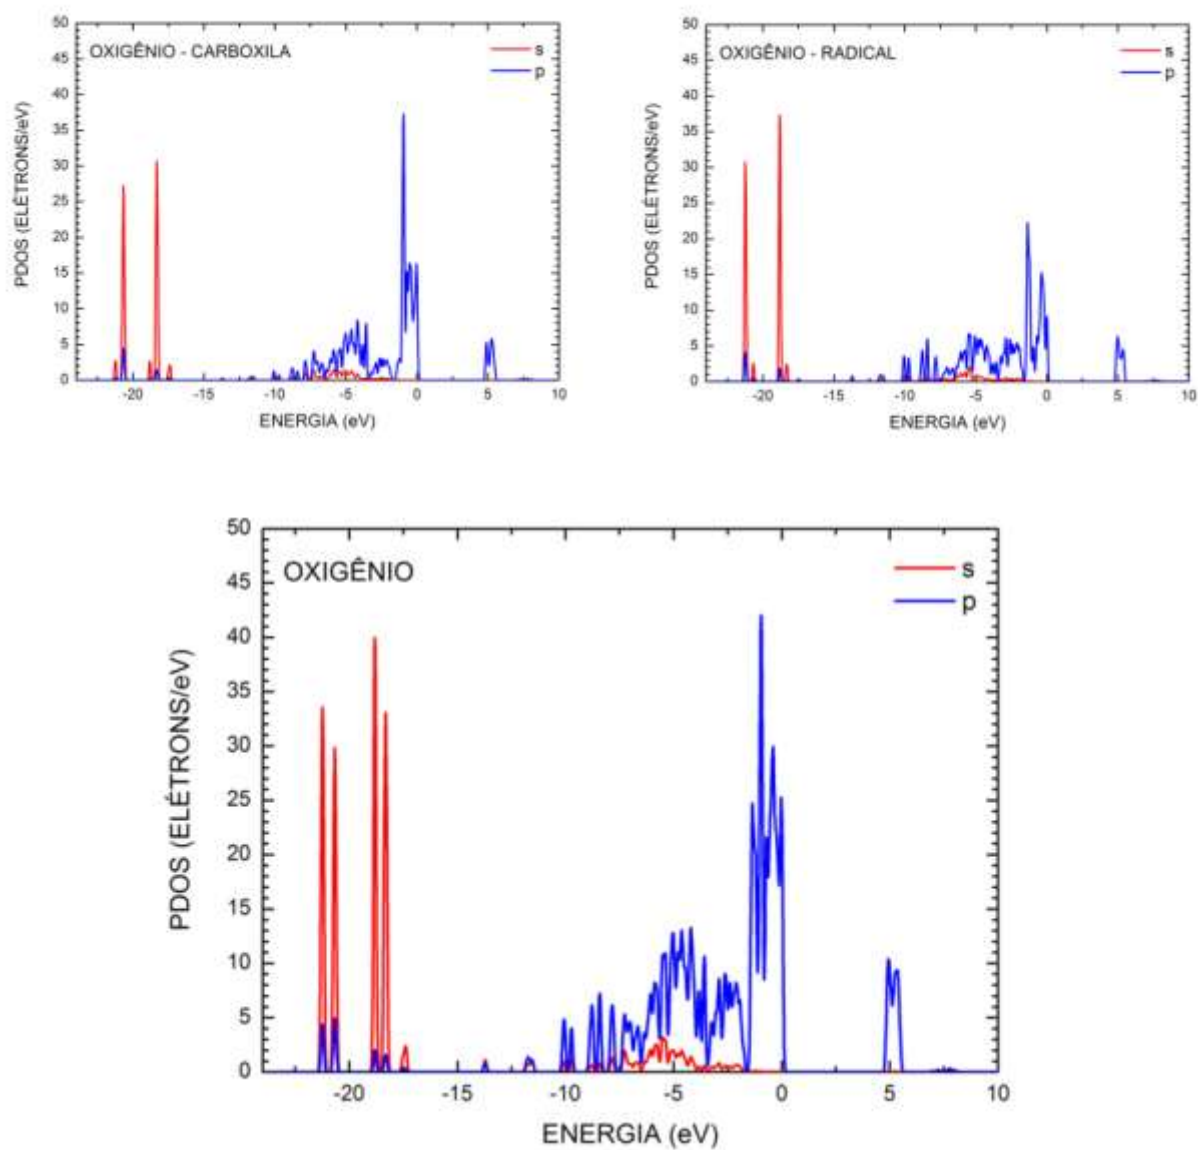 OXIGÊNIO - CARBOXILA
s
p
50
45
40
35
30
25
20
15
10
5
0
-20 -15 -10 -5 0 5 10
PDOS (ELÉTRONS/eV)
ENERGIA (eV)
OXIGÊNIO - RADICAL
s
p
50
45
40
35
30
25
20
15
10
5
0
-20 -15 -10 -5 0 5 10
PDOS (ELÉTRONS/eV)
ENERGIA (eV)
OXIGÊNIO
s
p
50
45
40
35
30
25
20
15
10
5
0
-20 -15 -10 -5 0 5 10
PDOS (ELÉTRONS/eV)
ENERGIA (eV)